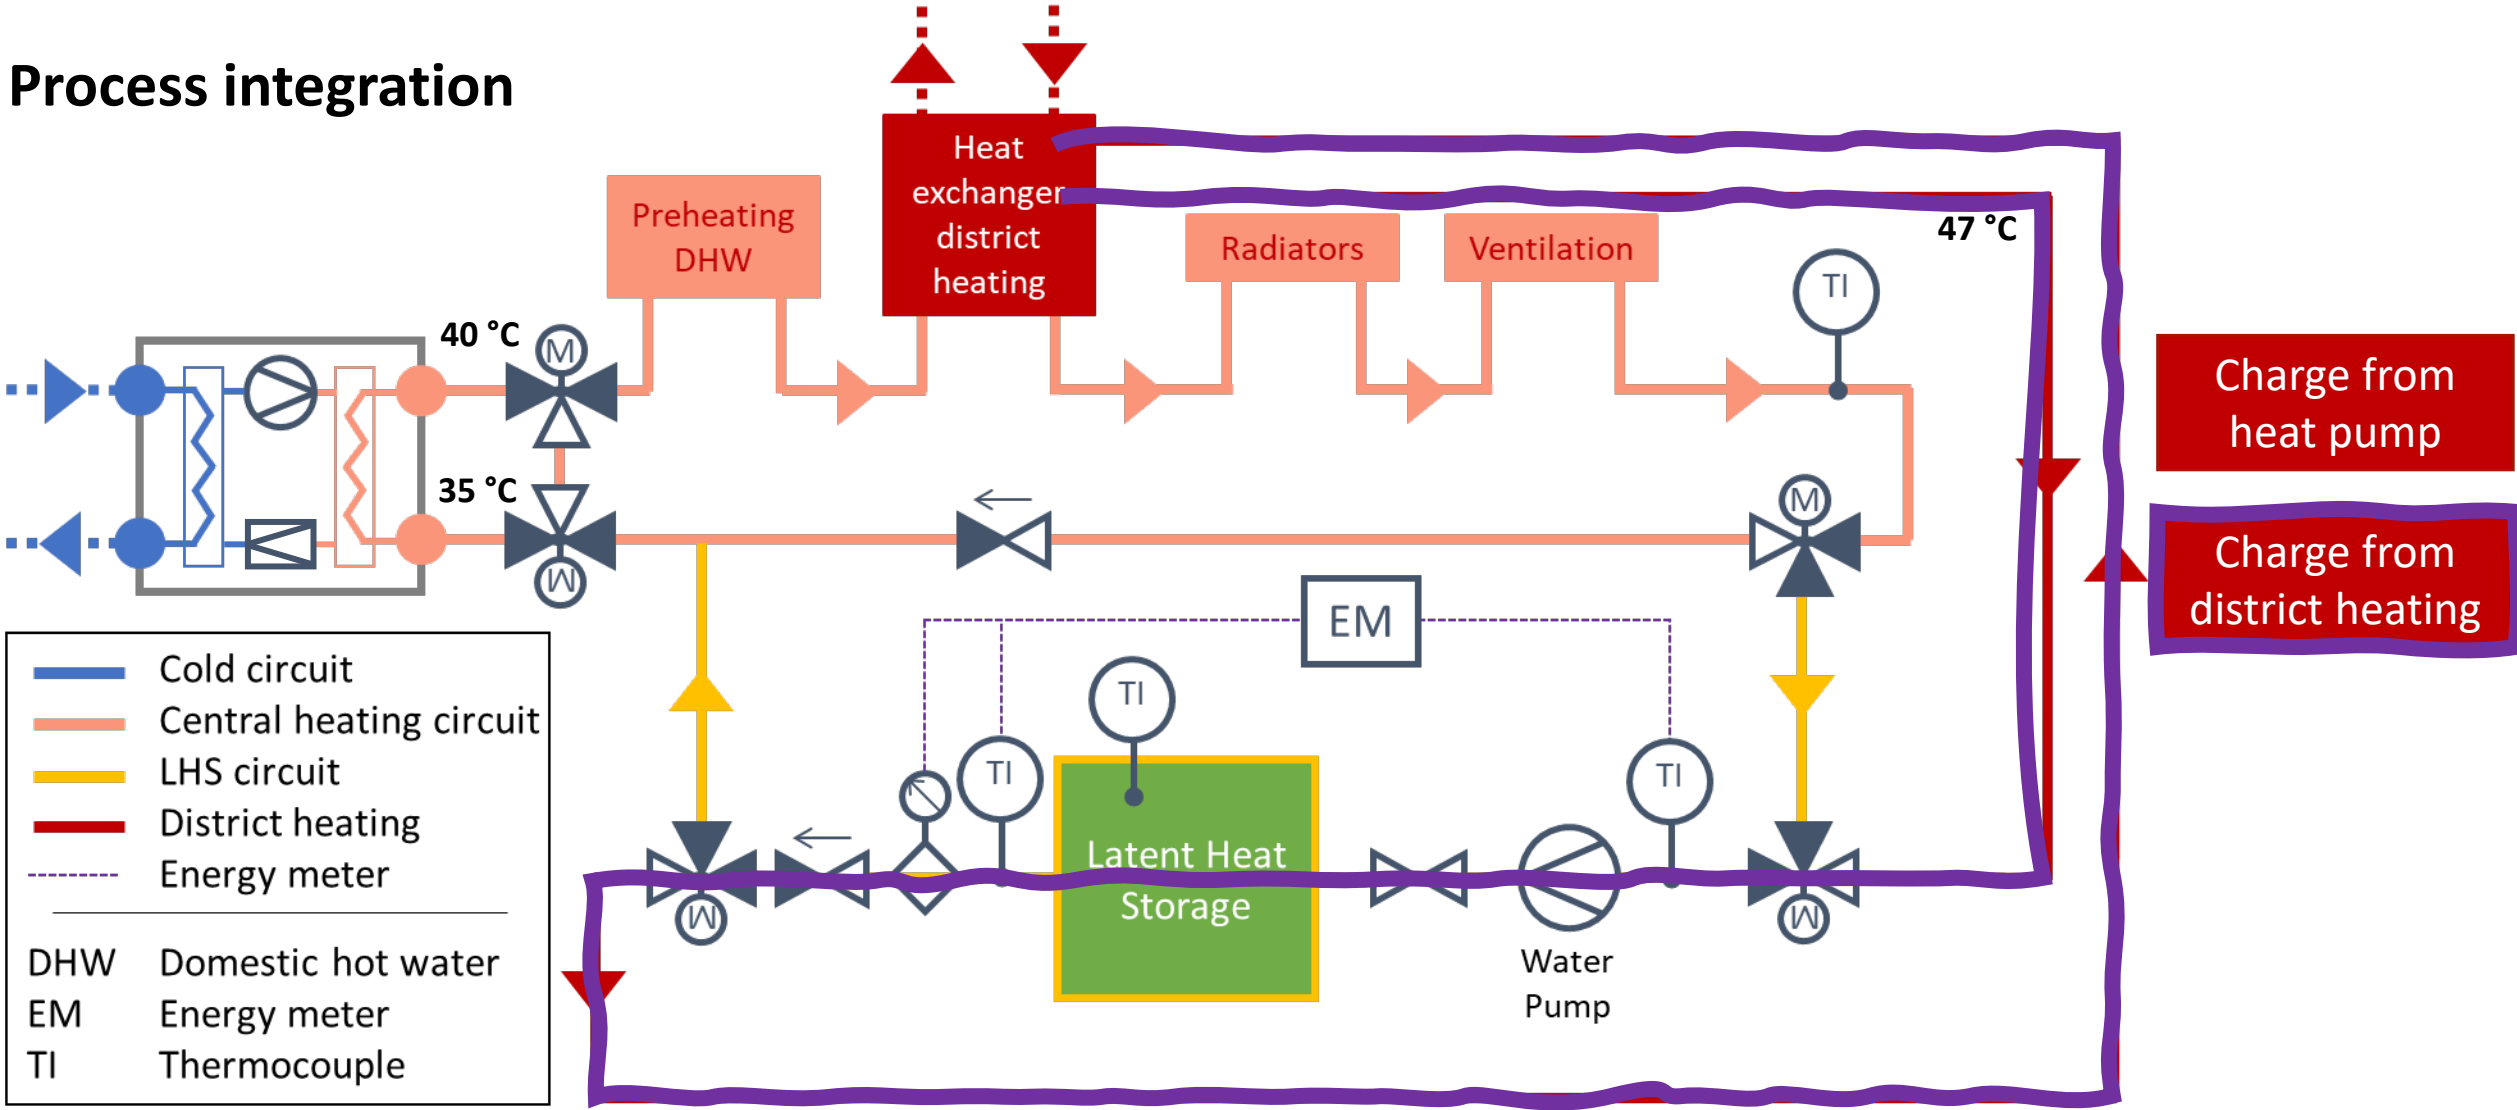 Process integration
Heat
exchanger
district
heating
Preheating
DHW
Radiators
Ventilation
47 °C
TI
40 °C
M
35 °C
M
M
Charge from
heat pump
Charge from
district heating
EM
TI
TI
TI
Latent Heat
Storage
M
M
Water
Pump
Cold circuit
Central heating circuit
LHS circuit
District heating
Energy meter
DHW Domestic hot water
EM Energy meter
TI Thermocouple